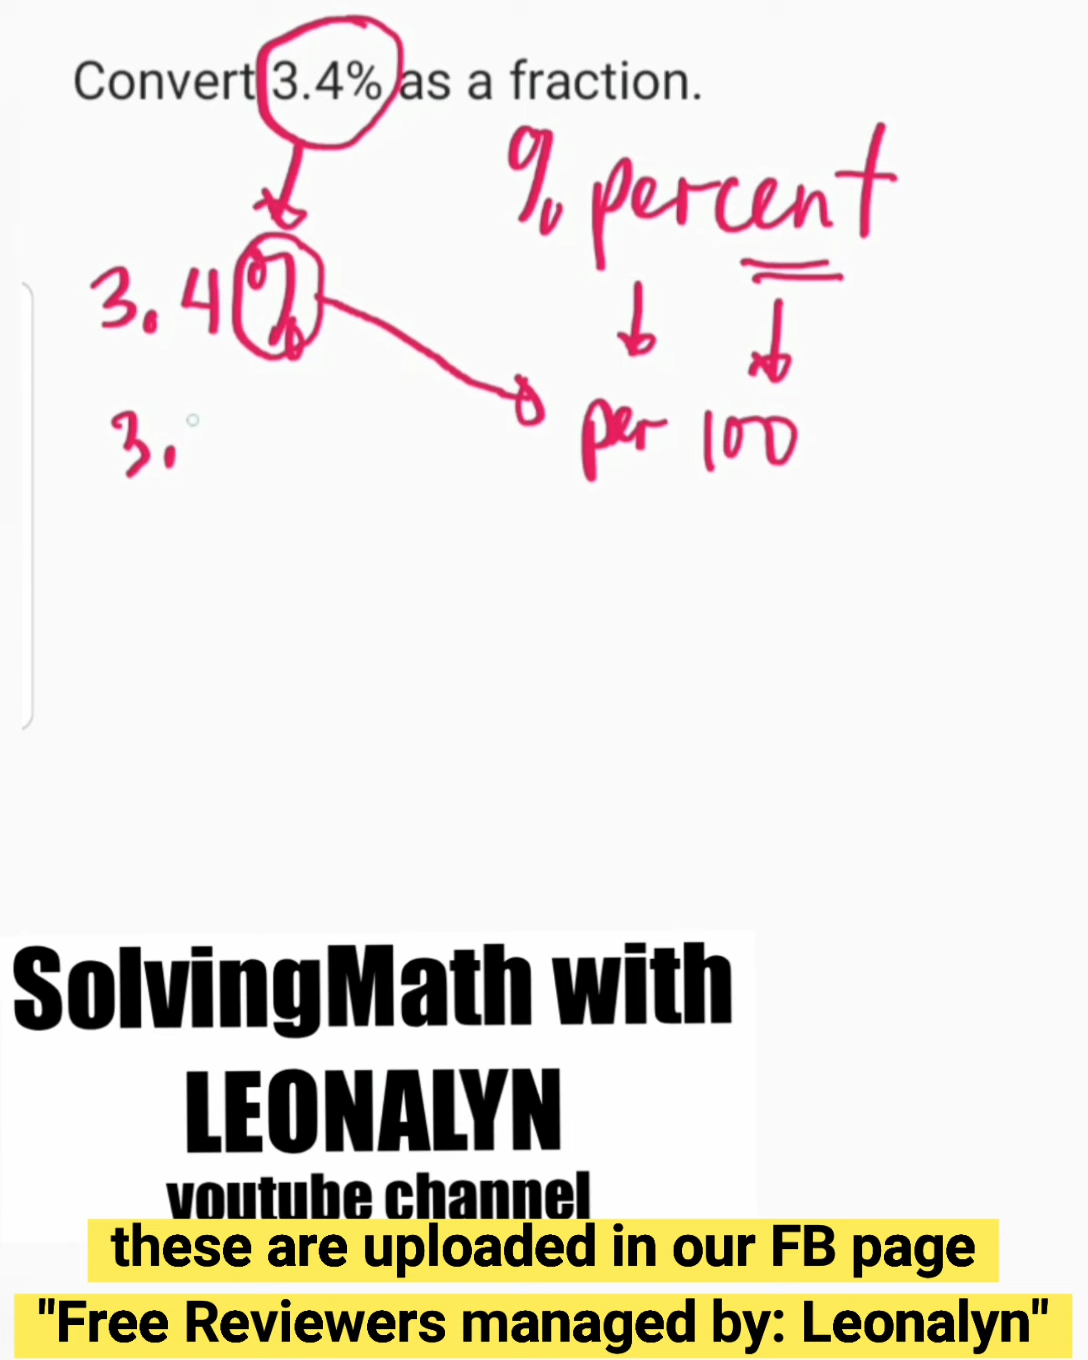 Convert 3.4% as a fraction.
% percent
3.4%
per 100
3.
SolvingMath with
LEONALYN
youtube channel
these are uploaded in our FB page
"Free Reviewers managed by: Leonalyn"